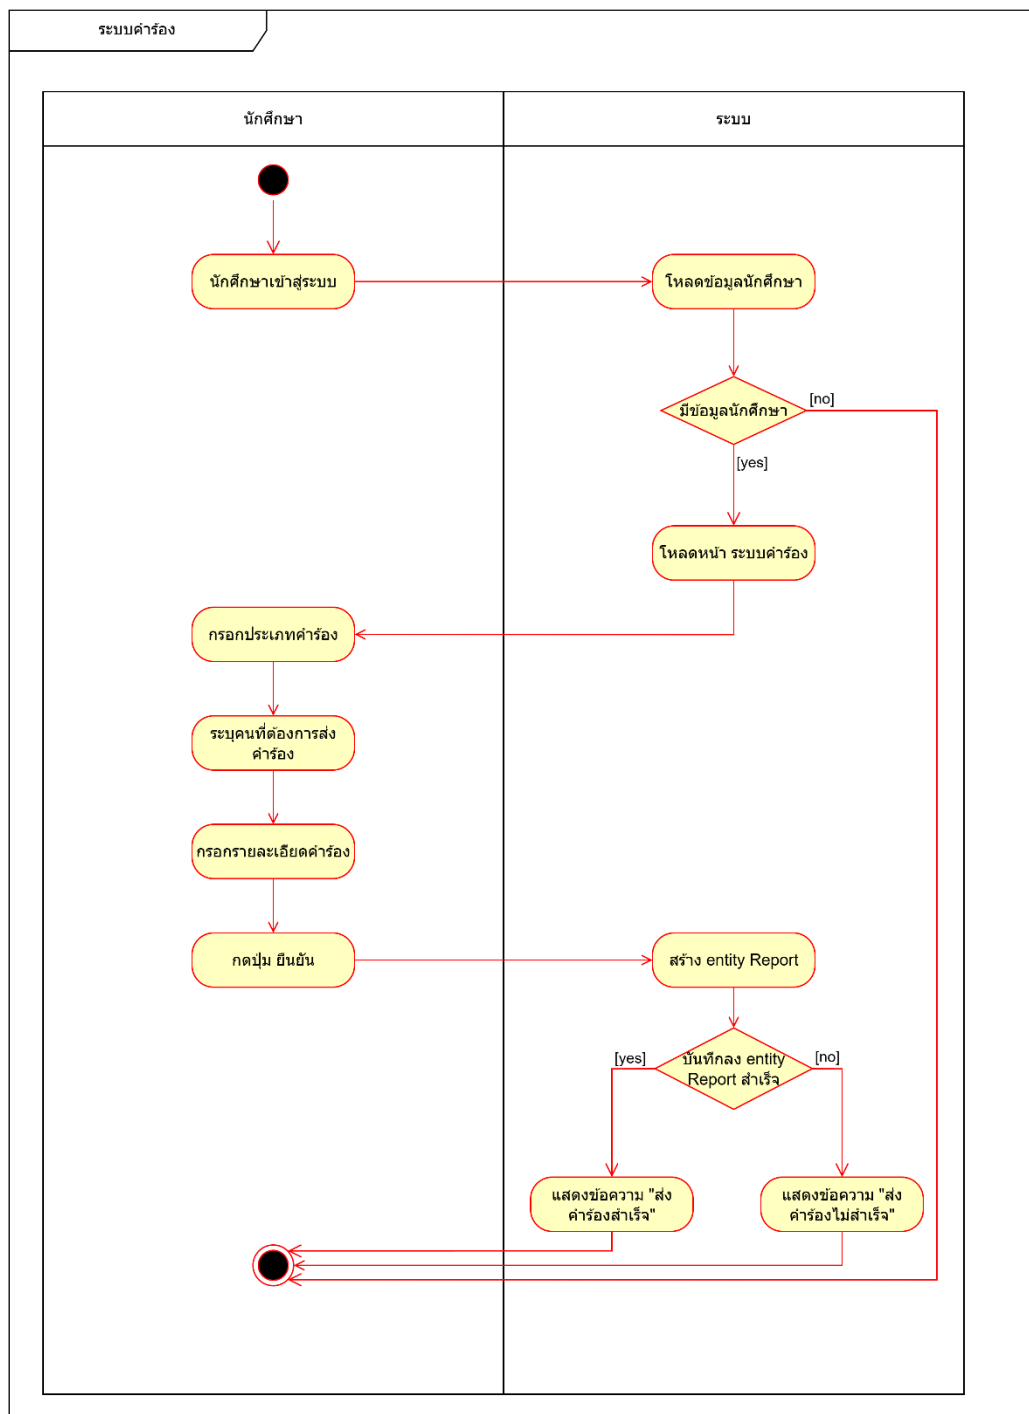 ระบบคำร้อง
นักศึกษา
ระบบ
นักศึกษาเข้าสู่ระบบ
โหลดข้อมูลนักศึกษา
มีข้อมูลนักศึกษา
[no]
[yes]
โหลดหน้า ระบบคำร้อง
กรอกประเภทคำร้อง
ระบุคนที่ต้องการส่ง
คำร้อง
กรอกรายละเอียดคำร้อง
กดปุ่ม ยืนยัน
สร้าง entity Report
[yes]
บันทึกลง entity
Report สำเร็จ
[no]
แสดงข้อความ "ส่ง
คำร้องสำเร็จ"
แสดงข้อความ "ส่ง
คำร้องไม่สำเร็จ"